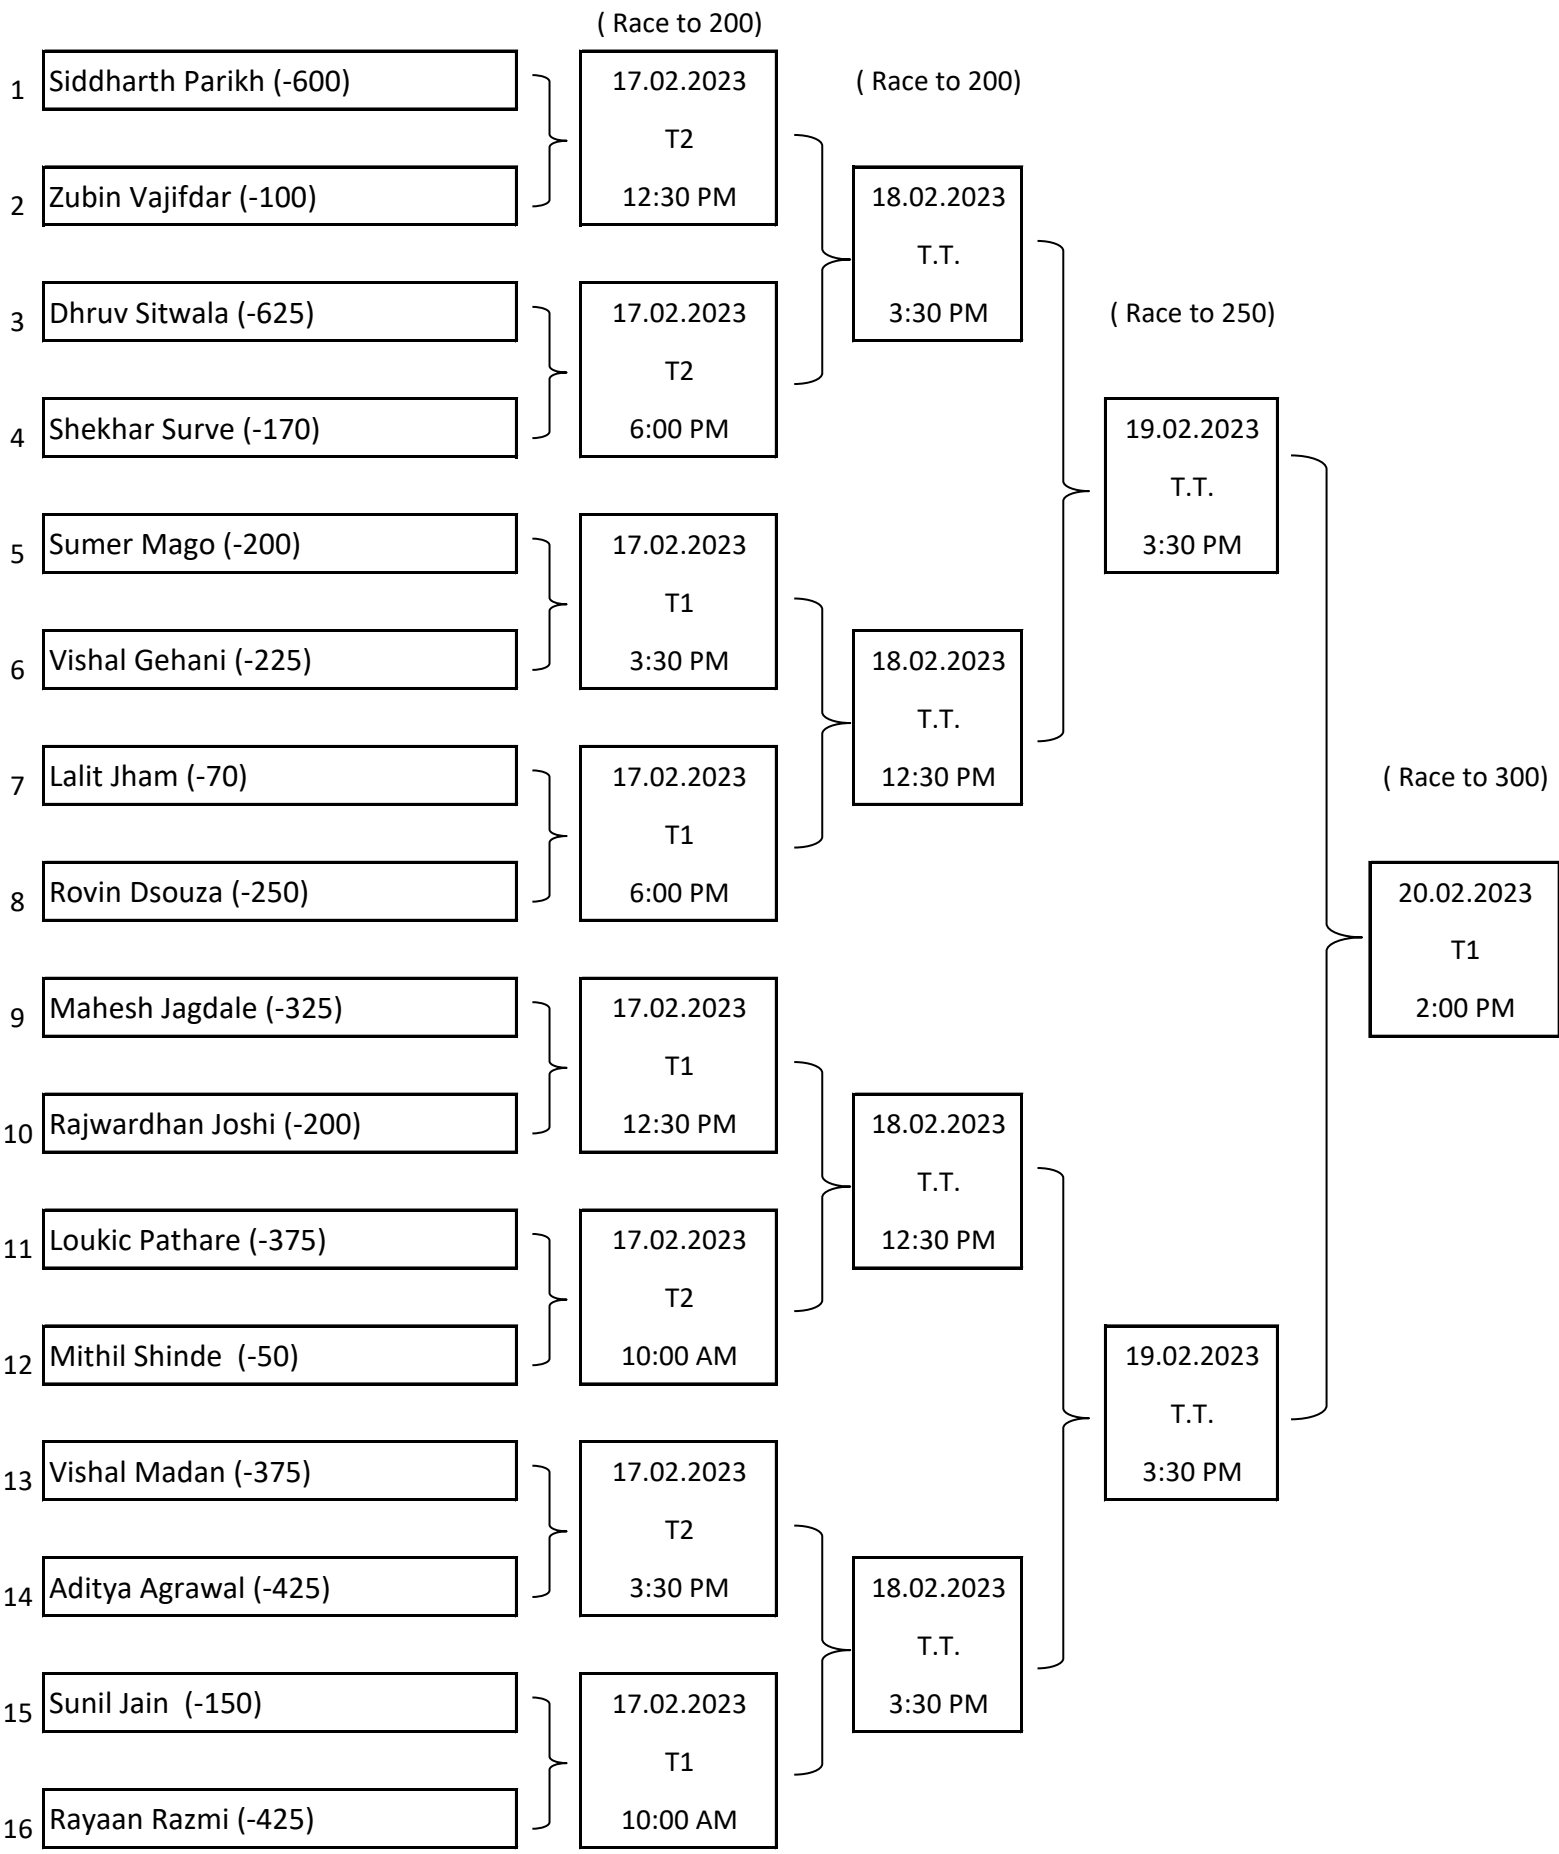 ( Race to 200)
1 Siddharth Parikh (-600)
17.02.2023
( Race to 200)
T2
2 Zubin Vajifdar (-100)
12:30 PM
18.02.2023
T.T.
3 Dhruv Sitwala (-625)
17.02.2023
3:30 PM
( Race to 250)
T2
4 Shekhar Surve (-170)
6:00 PM
19.02.2023
T.T.
5 Sumer Mago (-200)
17.02.2023
3:30 PM
T1
6 Vishal Gehani (-225)
3:30 PM
18.02.2023
T.T.
7 Lalit Jham (-70)
17.02.2023
12:30 PM
( Race to 300)
T1
8 Rovin Dsouza (-250)
6:00 PM
20.02.2023
T1
9 Mahesh Jagdale (-325)
17.02.2023
2:00 PM
T1
10 Rajwardhan Joshi (-200)
12:30 PM
18.02.2023
T.T.
11 Loukic Pathare (-375)
17.02.2023
12:30 PM
T2
12 Mithil Shinde  (-50)
10:00 AM
19.02.2023
T.T.
13 Vishal Madan (-375)
17.02.2023
3:30 PM
T2
14 Aditya Agrawal (-425)
3:30 PM
18.02.2023
T.T.
15 Sunil Jain  (-150)
17.02.2023
3:30 PM
T1
16 Rayaan Razmi (-425)
10:00 AM